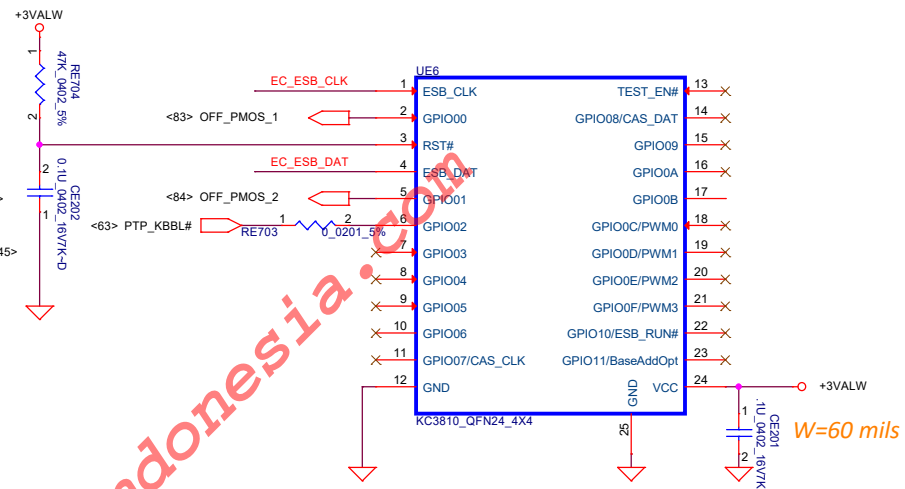 +3VALW
1
RE704
47K_0402_5%
2
2
CE202
0.1U_0402_16V7K~D
1
>
45>
EC_ESB_CLK
<83> OFF_PMOS_1
EC_ESB_DAT
<84> OFF_PMOS_2
<63> PTP_KBBL#
1
2
RE703
0_0201_5%
UE6
1 ESB_CLK
2 GPIO00
3 RST#
4 ESB_DAT
5 GPIO01
6 GPIO02
7 GPIO03
8 GPIO04
9 GPIO05
10 GPIO06
11 GPIO07/CAS_CLK
12 GND
TEST_EN# 13
GPIO08/CAS_DAT 14
GPIO09 15
GPIO0A 16
GPIO0B 17
GPIO0C/PWM0 18
GPIO0D/PWM1 19
GPIO0E/PWM2 20
GPIO0F/PWM3 21
GPIO10/ESB_RUN# 22
GPIO11/BaseAddOpt 23
VCC 24
GND
25
KC3810_QFN24_4X4
+3VALW
1
CE201
.1U_0402_16V7K
2
W=60 mils
donesia.com